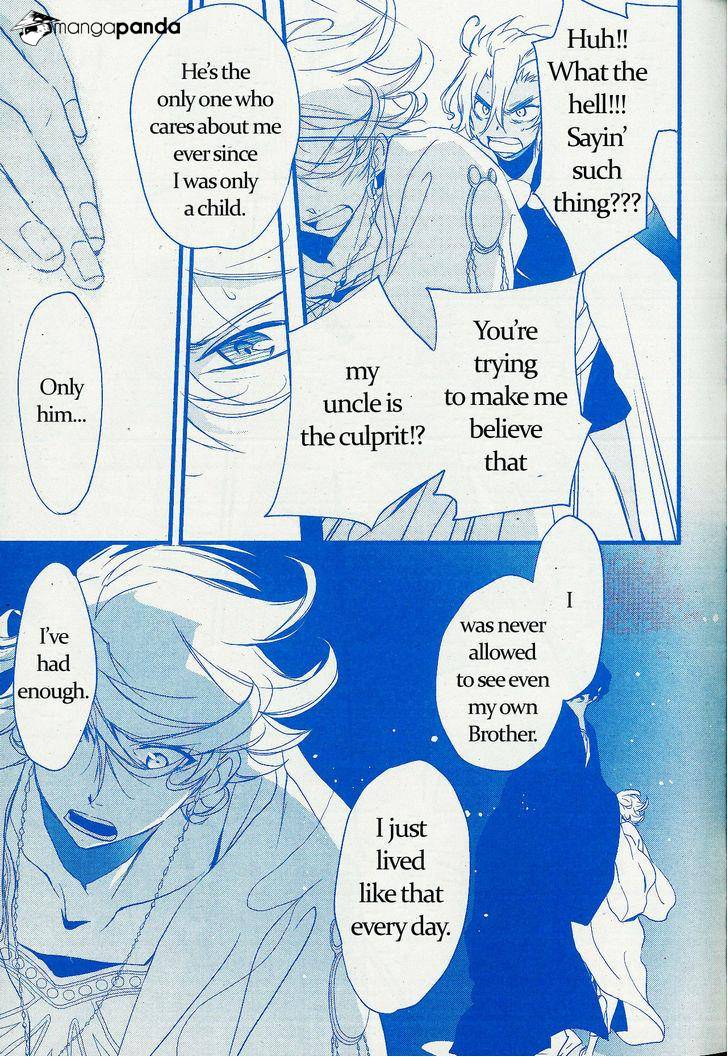 mangapanda
Huh!!
What the
hell!!!
Sayin'
such
thing???
You're
trying
to make me
believe
that
my
uncle is
the culprit!?
He's the
only one who
cares about me
ever since
I was only
a child.
Only
him...
I
was never
allowed
to see even
my own
Brother.
I just
lived
like that
every day.
I've
had
enough.